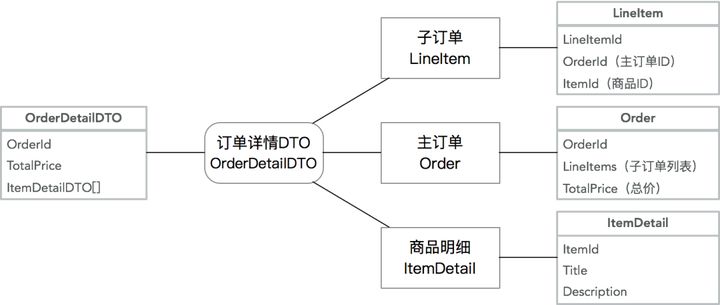 OrderDetailDTO
OrderId
TotalPrice
ItemDetailDTO[]
订单详情DTO
OrderDetailDTO
子订单
LineItem
主订单
Order
商品明细
ItemDetail
LineItem
LineItemId
OrderId（主订单ID）
ItemId（商品ID）
Order
OrderId
LineItems（子订单列表）
TotalPrice（总价）
ItemDetail
ItemId
Title
Description